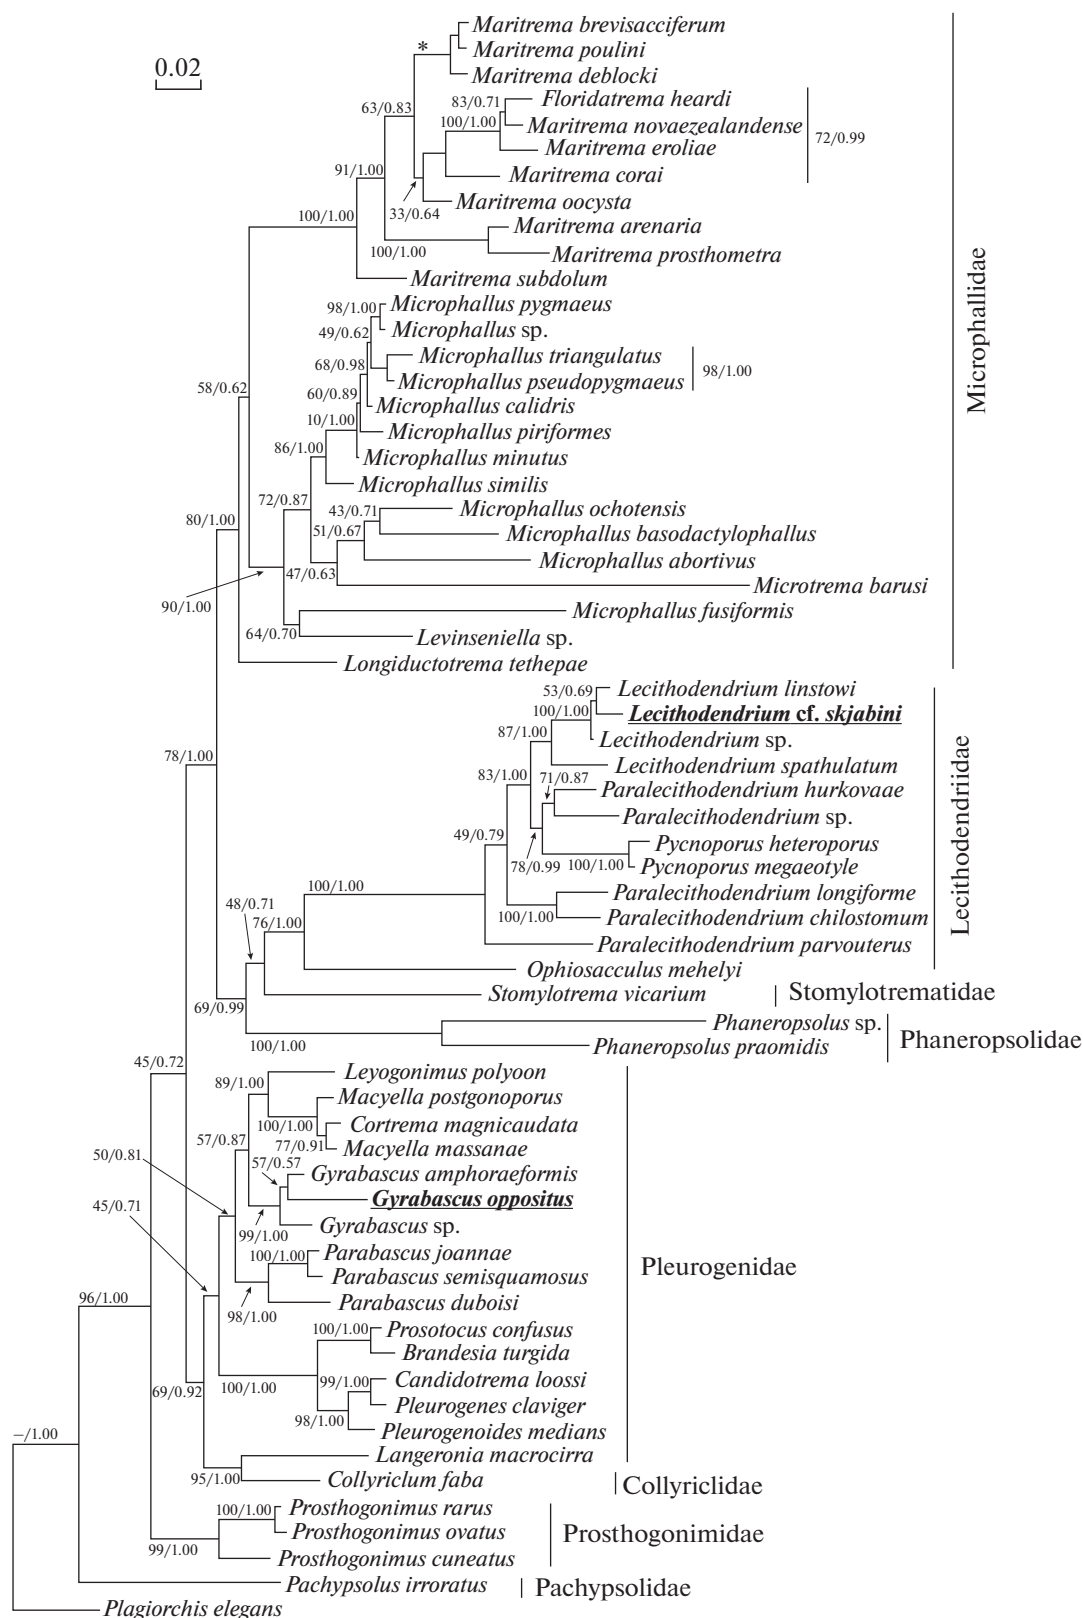 Maritrema brevisacciferum
*
Maritrema poulini
0.02
Maritrema deblocki
83/0.71
Floridatrema heardi
63/0.83
100/1.00
Maritrema novaezealandense
72/0.99
Maritrema eroliae
91/1.00
Maritrema corai
33/0.64
Maritrema oocysta
100/1.00
Maritrema arenaria
100/1.00
Maritrema prosthometra
Maritrema subdolum
Microphallidae
98/1.00
Microphallus pygmaeus
49/0.62
Microphallus sp.
68/0.98
Microphallus triangulatus
98/1.00
Microphallus pseudopygmaeus
58/0.62
60/0.89
Microphallus calidris
10/1.00
Microphallus piriformes
86/1.00
Microphallus minutus
Microphallus similis
72/0.87
43/0.71
Microphallus ochotensis
80/1.00
51/0.67
Microphallus basodactylophallus
Microphallus abortivus
47/0.63
Microtrema barusi
90/1.00
Microphallus fusiformis
64/0.70
Levinseniella sp.
Longiductotrema tethepae
53/0.69
Lecithodendrium linstowi
100/1.00
Lecithodendrium cf. skjabini
87/1.00
Lecithodendrium sp.
78/1.00
Lecithodendrium spathulatum
83/1.00
71/0.87
Paralecithodendrium hurkovaae
Paralecithodendrium sp.
Lecithodendriidae
49/0.79
Pycnoporus heteroporus
78/0.99
100/1.00
Pycnoporus megaeotyle
100/1.00
Paralecithodendrium longiforme
48/0.71
100/1.00
Paralecithodendrium chilostomum
76/1.00
Paralecithodendrium parvouterus
Ophiosacculus mehelyi
69/0.99
Stomylotrema vicarium
Stomylotrematidae
Phaneropsolus sp.
Phaneropsolidae
100/1.00
Phaneropsolus praomidis
45/0.72
Leyogonimus polyoon
89/1.00
Macyella postgonoporus
100/1.00
Cortrema magnicaudata
57/0.87
77/0.91
Macyella massanae
50/0.81
57/0.57
Gyrabascus amphoraeformis
Gyrabascus oppositus
45/0.71
99/1.00
Gyrabascus sp.
100/1.00
Parabascus joannae
Pleurogenidae
Parabascus semisquamosus
96/1.00
98/1.00
Parabascus duboisi
100/1.00
Prosotocus confusus
Brandesia turgida
69/0.92
100/1.00
99/1.00
Candidotrema loossi
Pleurogenes claviger
98/1.00
Pleurogenoides medians
–/1.00
Langeronia macrocirra
95/1.00
Collyriclum faba
Collyriclidae
100/1.00
Prosthogonimus rarus
Prosthogonimus ovatus
Prosthogonimidae
99/1.00
Prosthogonimus cuneatus
Pachypsolus irroratus
Pachypsolidae
Plagiorchis elegans